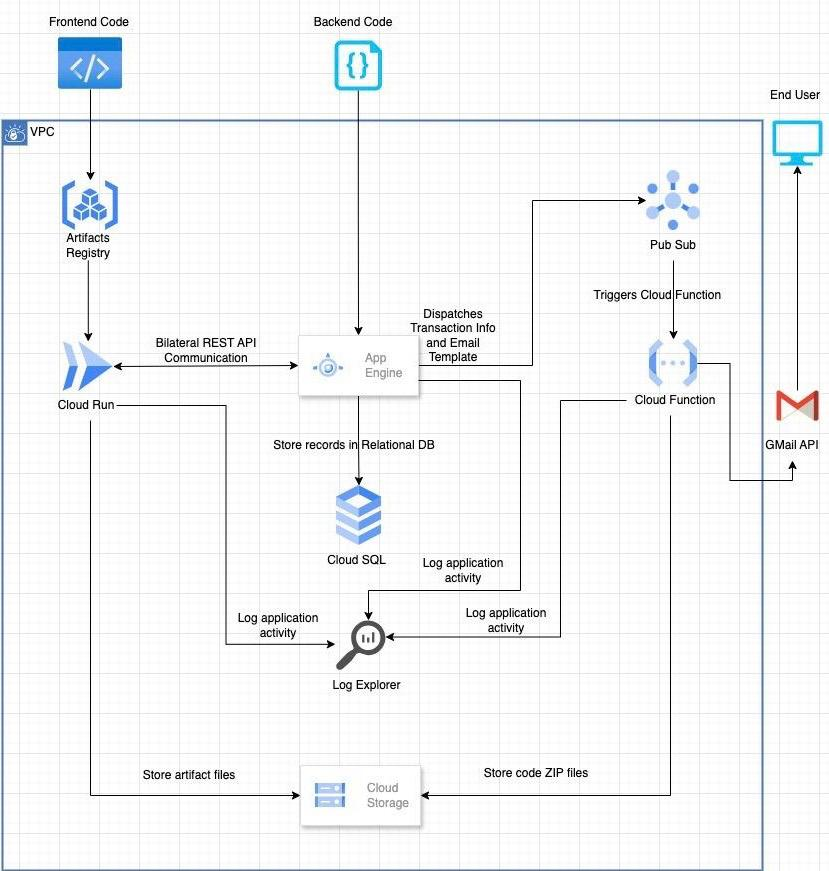 Frontend Code
Backend Code
End User
VPC
Artifacts
Registry
Pub Sub
Triggers Cloud Function
Dispatches
Transaction Info
and Email
Template
Bilateral REST API
Communication
App
Engine
Cloud Run
Cloud Function
GMail API
Store records in Relational DB
Cloud SQL
Log application
activity
Log application
activity
Log application
activity
Log Explorer
Store artifact files
Store code ZIP files
Cloud
Storage